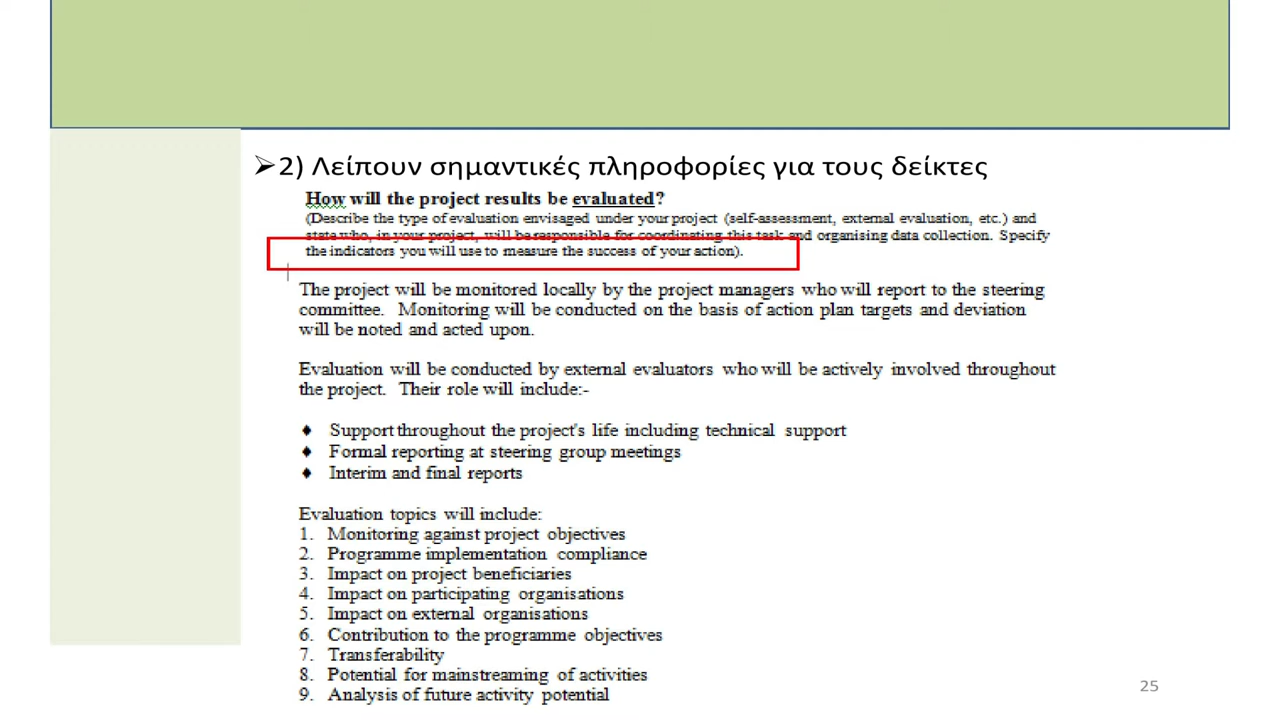 ➢2) Λείπουν σημαντικές πληροφορίες για τους δείκτες
How will the project results be evaluated?
(Describe the type of evaluation envisaged under your project (self-assessment, external evaluation, etc.) and
state who, in your project, will be responsible for coordinating this task and organising data collection. Specify
the indicators you will use to measure the success of your action).
The project will be monitored locally by the project managers who will report to the steering
committee. Monitoring will be conducted on the basis of action plan targets and deviation
will be noted and acted upon.
Evaluation will be conducted by external evaluators who will be actively involved throughout
the project. Their role will include:-
♦ Support throughout the project's life including technical support
♦ Formal reporting at steering group meetings
♦ Interim and final reports
Evaluation topics will include:
1. Monitoring against project objectives
2. Programme implementation compliance
3. Impact on project beneficiaries
4. Impact on participating organisations
5. Impact on external organisations
6. Contribution to the programme objectives
7. Transferability
8. Potential for mainstreaming of activities
9. Analysis of future activity potential
25